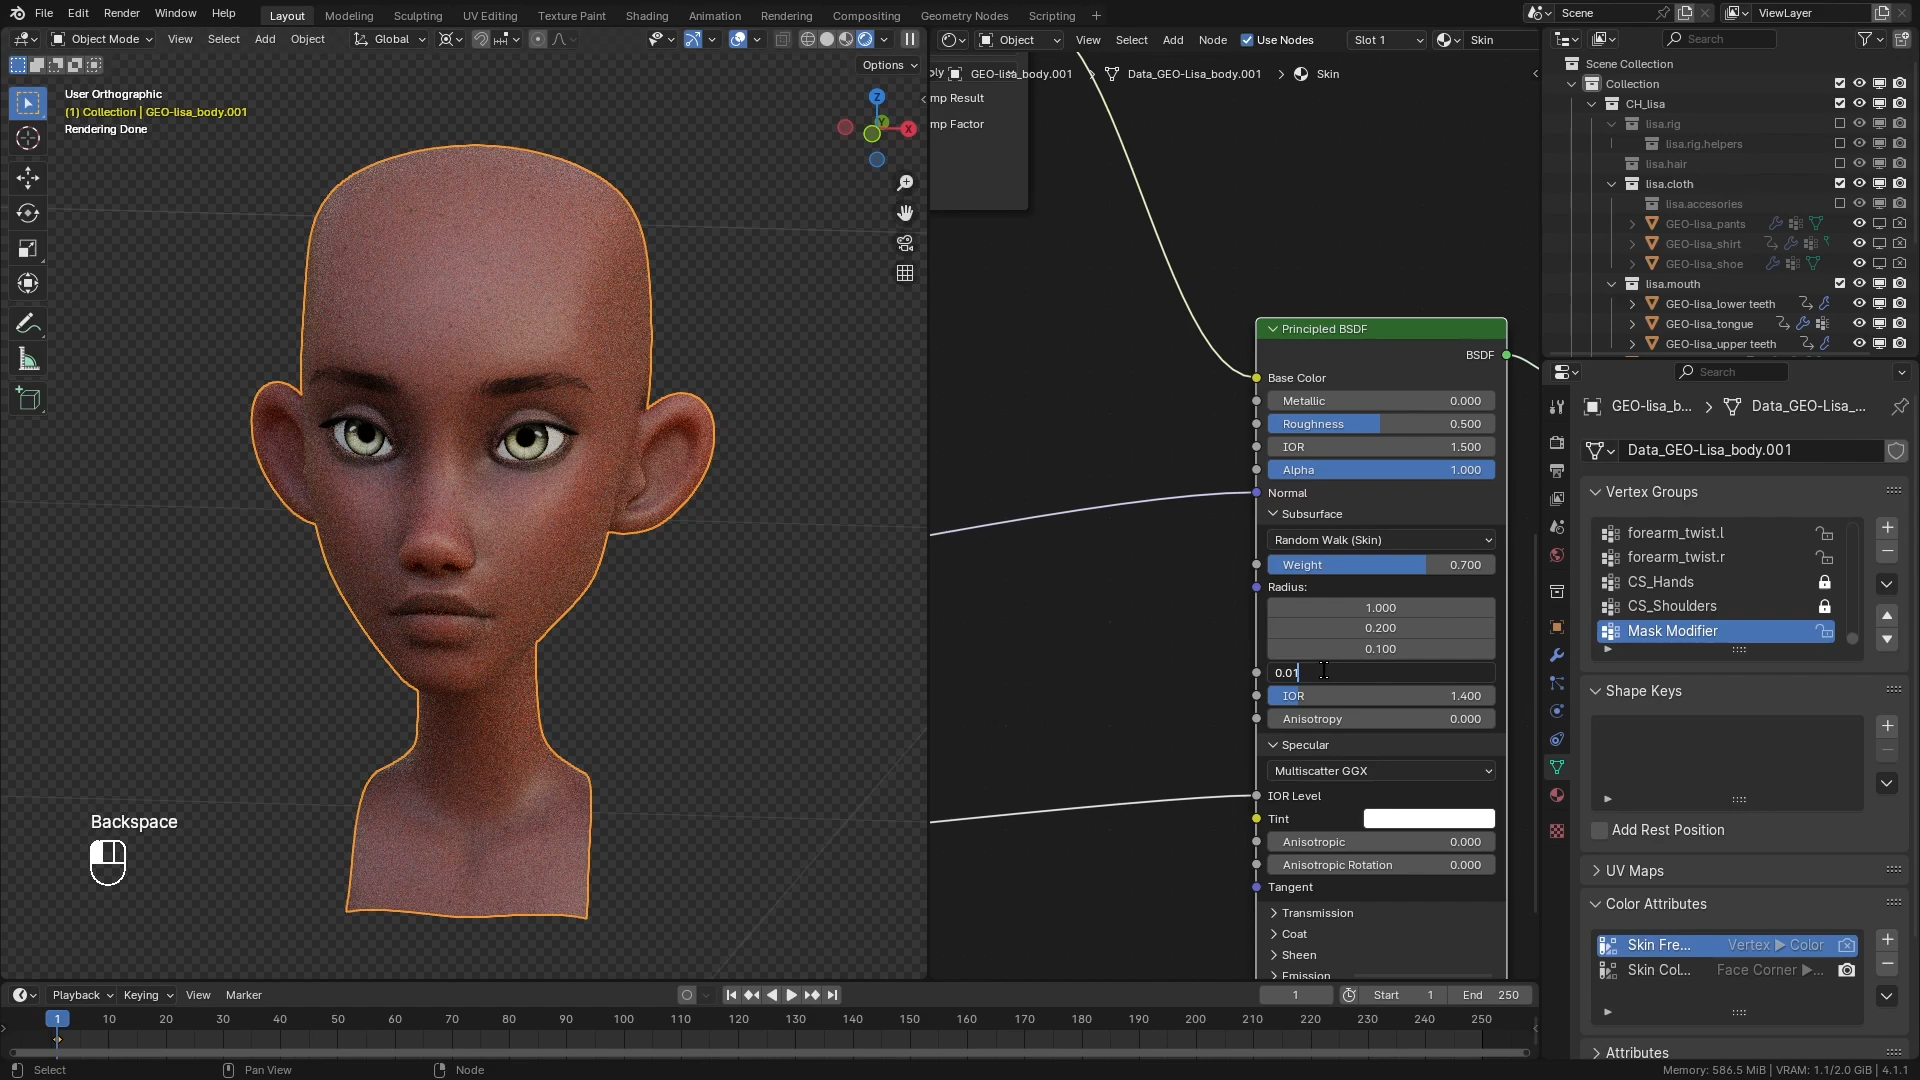 File Edit Render Window Help Layout Modeling Sculpting UV Editing Texture Paint Shading Animation Rendering Compositing Geometry Nodes Scripting + Scene ViewLayer
Object Mode View Select Add Object Global
Object View Select Add Node Use Nodes Slot 1 Skin
Search
Options
User Orthographic
(1) Collection | GEO-lisa_body.001
Rendering Done
Z
Y
X
GEO-lisa_body.001 > Data_GEO-Lisa_body.001 > Skin
mp Result
mp Factor
Principled BSDF
BSDF
Base Color
Metallic 0.000
Roughness 0.500
IOR 1.500
Alpha 1.000
Normal
Subsurface
Random Walk (Skin)
Weight 0.700
Radius:
1.000
0.200
0.100
0.01
IOR 1.400
Anisotropy 0.000
Specular
Multiscatter GGX
IOR Level
Tint
Anisotropic 0.000
Anisotropic Rotation 0.000
Tangent
Transmission
Coat
Sheen
Emission
Backspace
Scene Collection
Collection
CH_lisa
lisa.rig
lisa.rig.helpers
lisa.hair
lisa.cloth
lisa.accesories
GEO-lisa_pants
GEO-lisa_shirt
GEO-lisa_shoe
lisa.mouth
GEO-lisa_lower teeth
GEO-lisa_tongue
GEO-lisa_upper teeth
Search
GEO-lisa_b... > Data_GEO-Lisa_...
Data_GEO-Lisa_body.001
Vertex Groups
forearm_twist.l
forearm_twist.r
CS_Hands
CS_Shoulders
Mask Modifier
Shape Keys
Add Rest Position
UV Maps
Color Attributes
Skin Fre... Vertex ▶ Color
Skin Col... Face Corner ▶...
Attributes
Playback Keying View Marker 1 Start 1 End 250
1 10 20 30 40 50 60 70 80 90 100 110 120 130 140 150 160 170 180 190 200 210 220 230 240 250
Select Pan View Node Memory: 586.5 MiB | VRAM: 1.1/2.0 GiB | 4.1.1